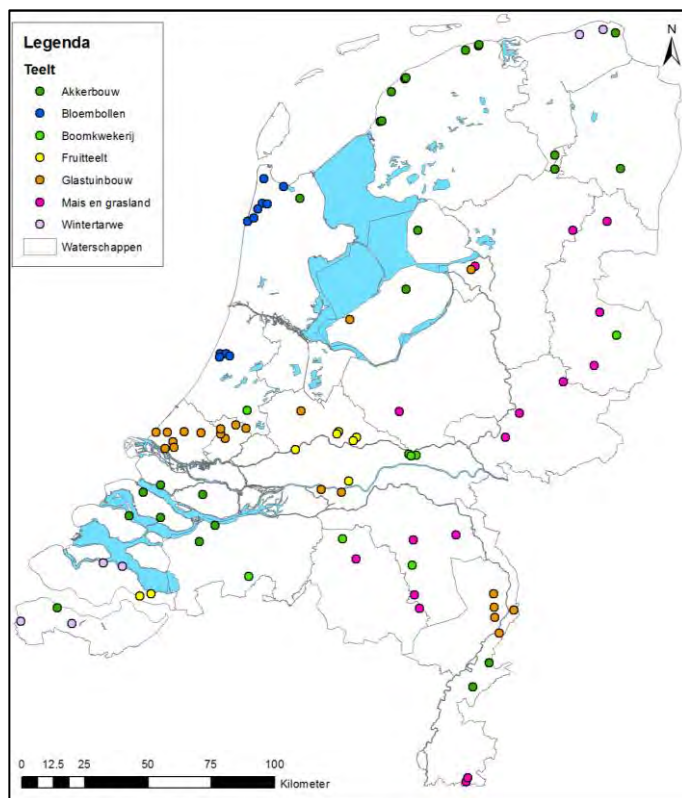 Legenda
Teelt
Akkerbouw
Bloembollen
Boomkwekerij
Fruitteelt
Glastuinbouw
Mais en grasland
Wintertarwe
Waterschappen
N
0 12.5 25 50 75 100
Kilometer